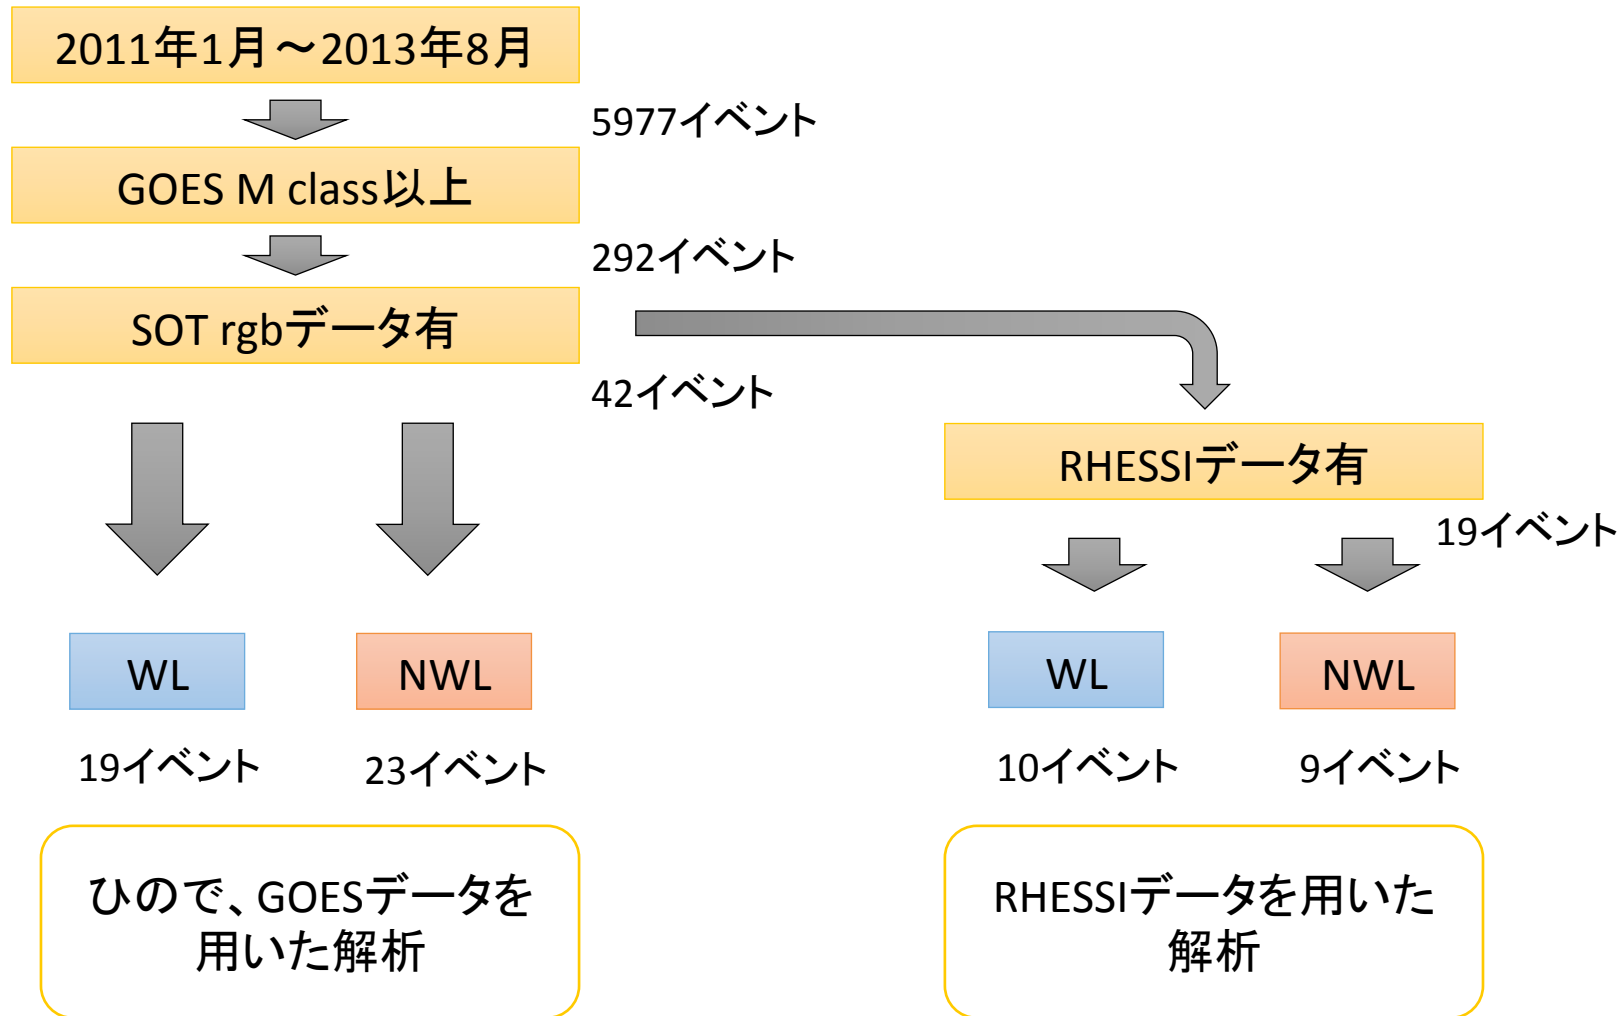 2011年1月～2013年8月
5977イベント
GOES M class以上
292イベント
SOT rgbデータ有
42イベント
RHESSIデータ有
19イベント
WL
NWL
WL
NWL
19イベント
23イベント
10イベント
9イベント
ひので、GOESデータを
用いた解析
RHESSIデータを用いた
解析